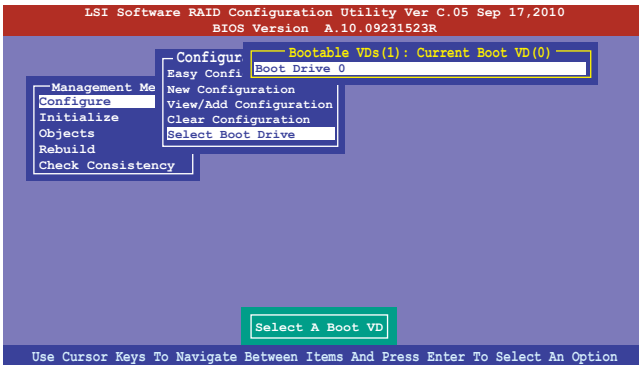 LSI Software RAID Configuration Utility Ver C.05 Sep 17,2010
BIOS Version A.10.09231523R
Management Me
Configure
Initialize
Objects
Rebuild
Check Consistency
Configur
Easy Confi
New Configuration
View/Add Configuration
Clear Configuration
Select Boot Drive
Bootable VDs(1): Current Boot VD(0)
Boot Drive 0
Select A Boot VD
Use Cursor Keys To Navigate Between Items And Press Enter To Select An Option